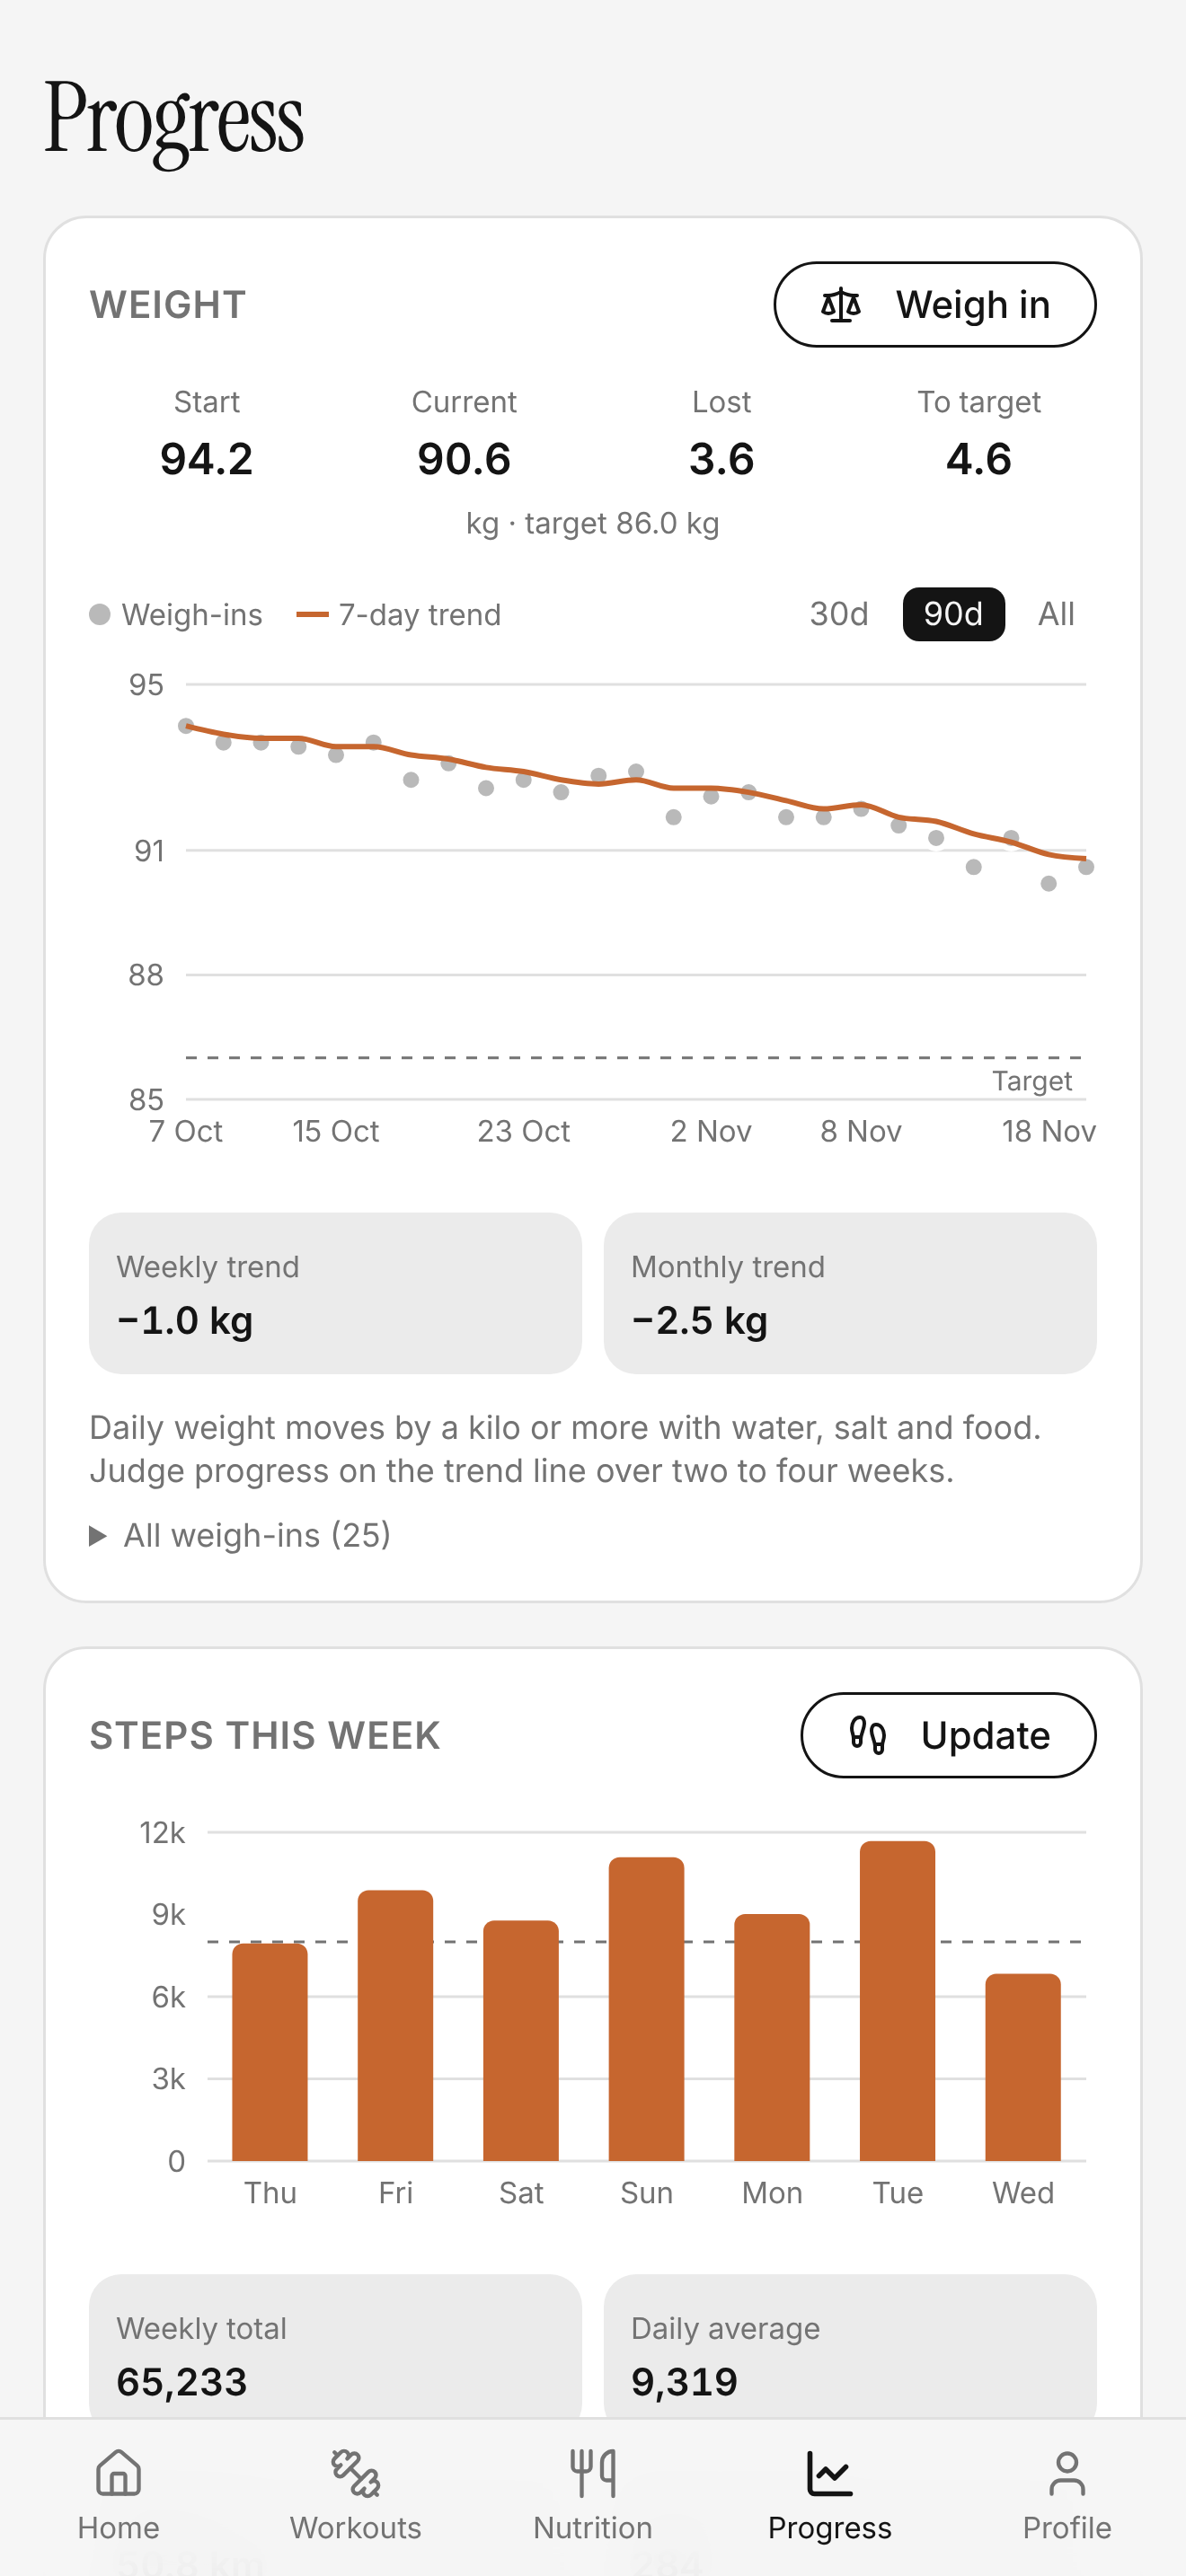 Progress
WEIGHT
Weigh in
Start Current Lost To target
94.2 90.6 3.6 4.6
kg · target 86.0 kg
Weigh-ins 7-day trend 30d 90d All
95
91
88
Target
85
7 Oct 15 Oct 23 Oct 2 Nov 8 Nov 18 Nov
Weekly trend Monthly trend
−1.0 kg −2.5 kg
Daily weight moves by a kilo or more with water, salt and food.
Judge progress on the trend line over two to four weeks.
All weigh-ins (25)
STEPS THIS WEEK
Update
12k
9k
6k
3k
0
Thu Fri Sat Sun Mon Tue Wed
Weekly total Daily average
65,233 9,319
Home Workouts Nutrition Progress Profile
50.8 km 284